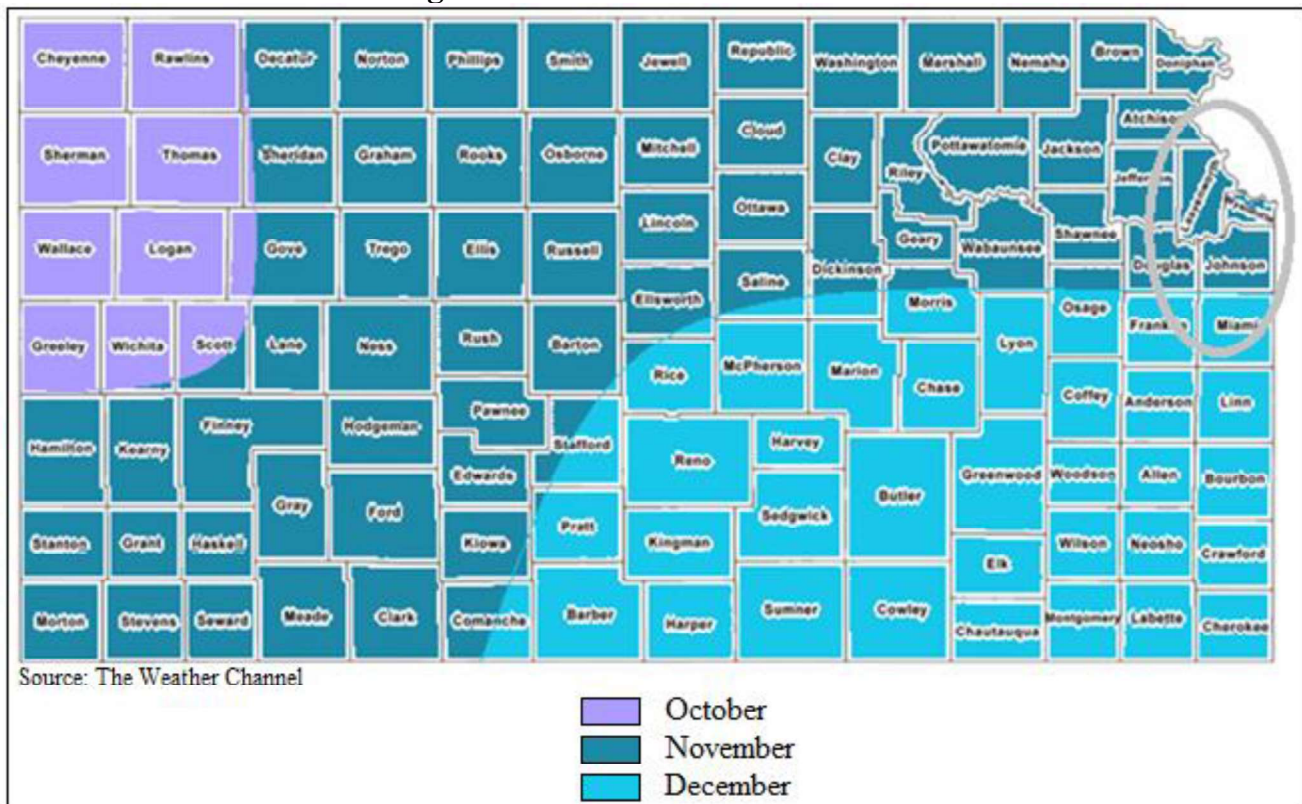 Cheyenne Rawlins Decatur Norton Phillips Smith Jewell Republic Washington Marshall Nemaha Brown Doniphan
Sherman Thomas Sheridan Graham Rooks Osborne Mitchell Cloud Clay Riley Pottawatomie Jackson Atchison
Jefferson Leavenworth
Wallace Logan Gove Trego Ellis Russell Lincoln Ottawa Dickinson Geary Wabaunsee Shawnee Douglas Johnson
Ellsworth Saline Morris Osage Franklin Miami
Greeley Wichita Scott Lane Ness Rush Barton Rice McPherson Marion Chase Lyon Coffey Anderson Linn
Hamilton Kearny Finney Hodgeman Pawnee Stafford Reno Harvey Butler Greenwood Woodson Allen Bourbon
Edwards
Gray Ford Pratt Kingman Sedgwick
Stanton Grant Haskell Kiowa Elk Wilson Neosho Crawford
Morton Stevens Seward Meade Clark Comanche Barber Harper Sumner Cowley Chautauqua Montgomery Labette Cherokee
Source: The Weather Channel
October
November
December